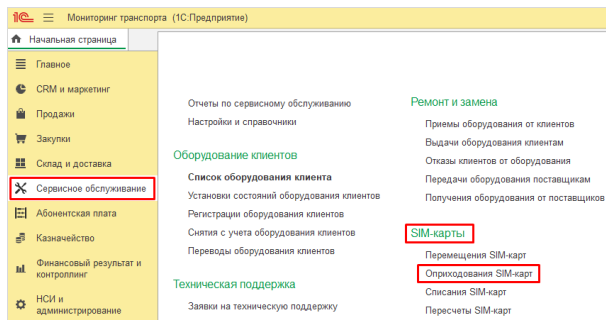 1С Мониторинг транспорта (1С:Предприятие)
Начальная страница
Главное
CRM и маркетинг
Продажи
Закупки
Склад и доставка
Сервисное обслуживание
Абонентская плата
Казначейство
Финансовый результат и
контроллинг
НСИ и
администрирование
Отчеты по сервисному обслуживанию
Настройки и справочники
Оборудование клиентов
Список оборудования клиента
Установки состояний оборудования клиентов
Регистрации оборудования клиентов
Снятия с учета оборудования клиентов
Переводы оборудования клиентов
Техническая поддержка
Заявки на техническую поддержку
Ремонт и замена
Приемы оборудования от клиентов
Выдачи оборудования клиентам
Отказы клиентов от оборудования
Передачи оборудования поставщикам
Получения оборудования от поставщиков
SIM-карты
Перемещения SIM-карт
Оприходования SIM-карт
Списания SIM-карт
Пересчеты SIM-карт